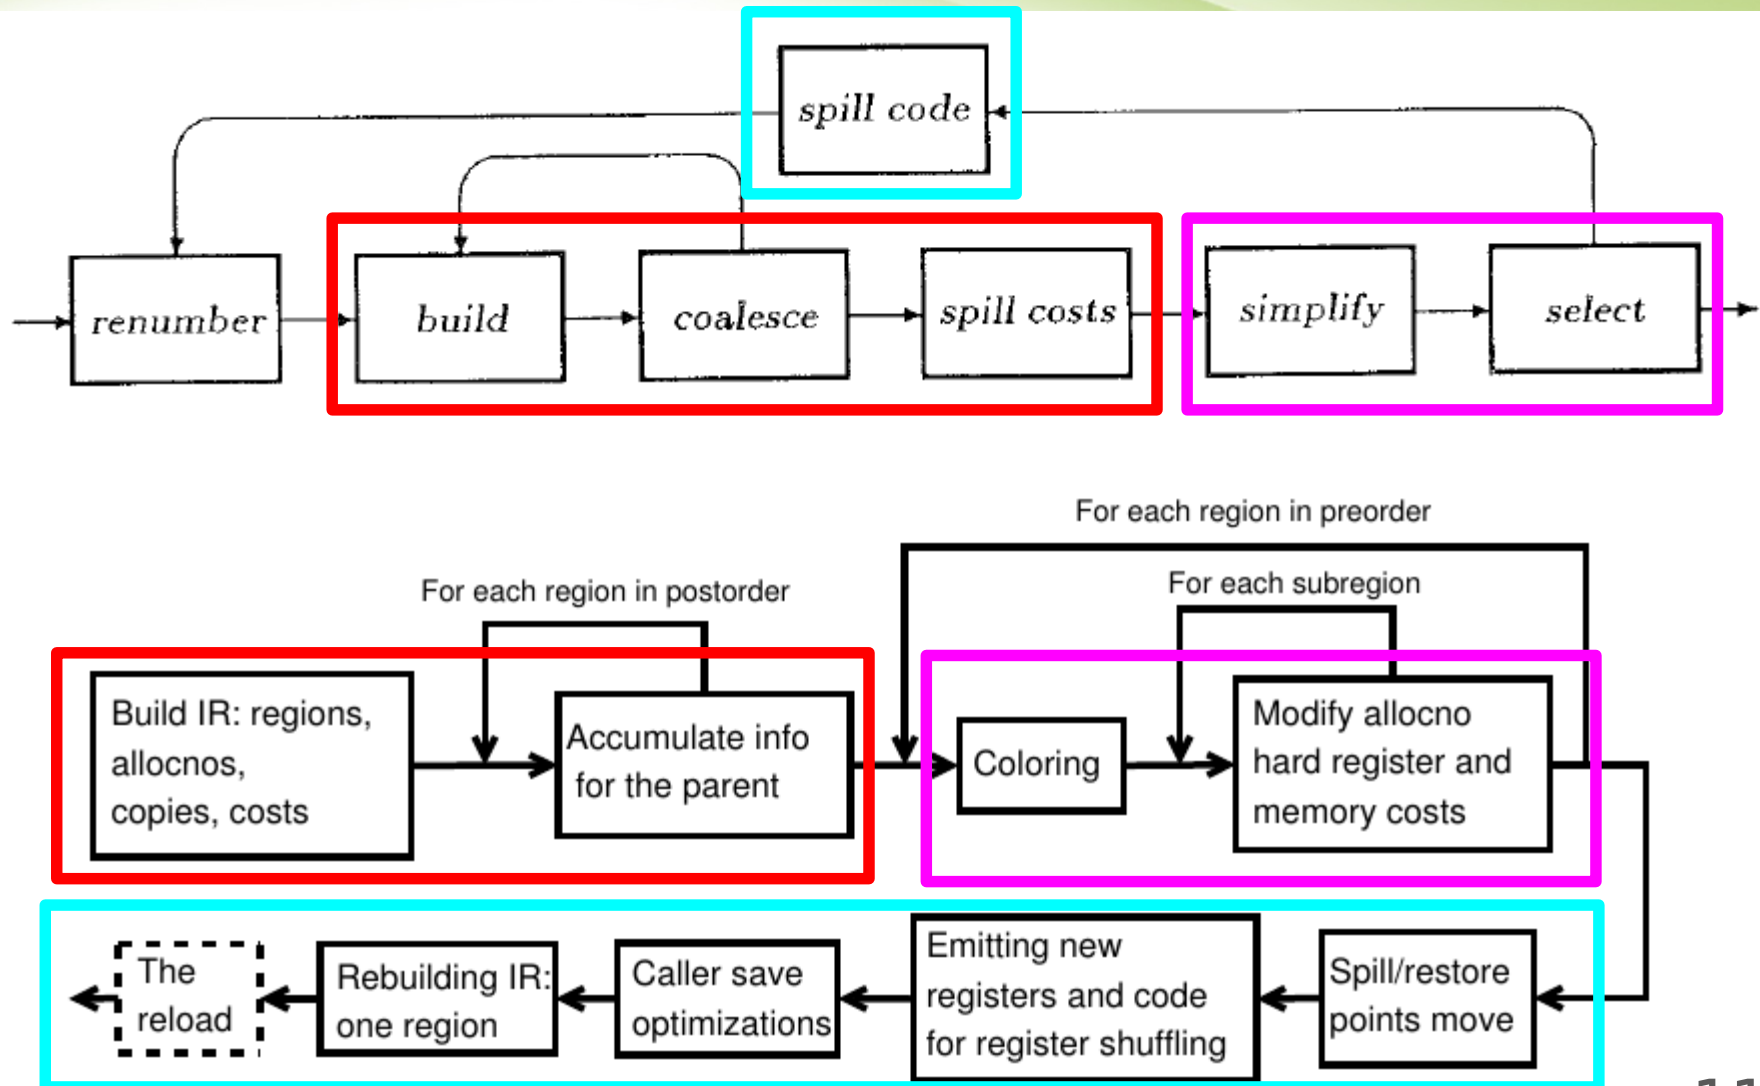 spill code
renumber
build
coalesce
spill costs
simplify
select
For each region in preorder
For each region in postorder
For each subregion
Build IR: regions,
allocnos,
copies, costs
Accumulate info
for the parent
Coloring
Modify allocno
hard register and
memory costs
The
reload
Rebuilding IR:
one region
Caller save
optimizations
Emitting new
registers and code
for register shuffling
Spill/restore
points move